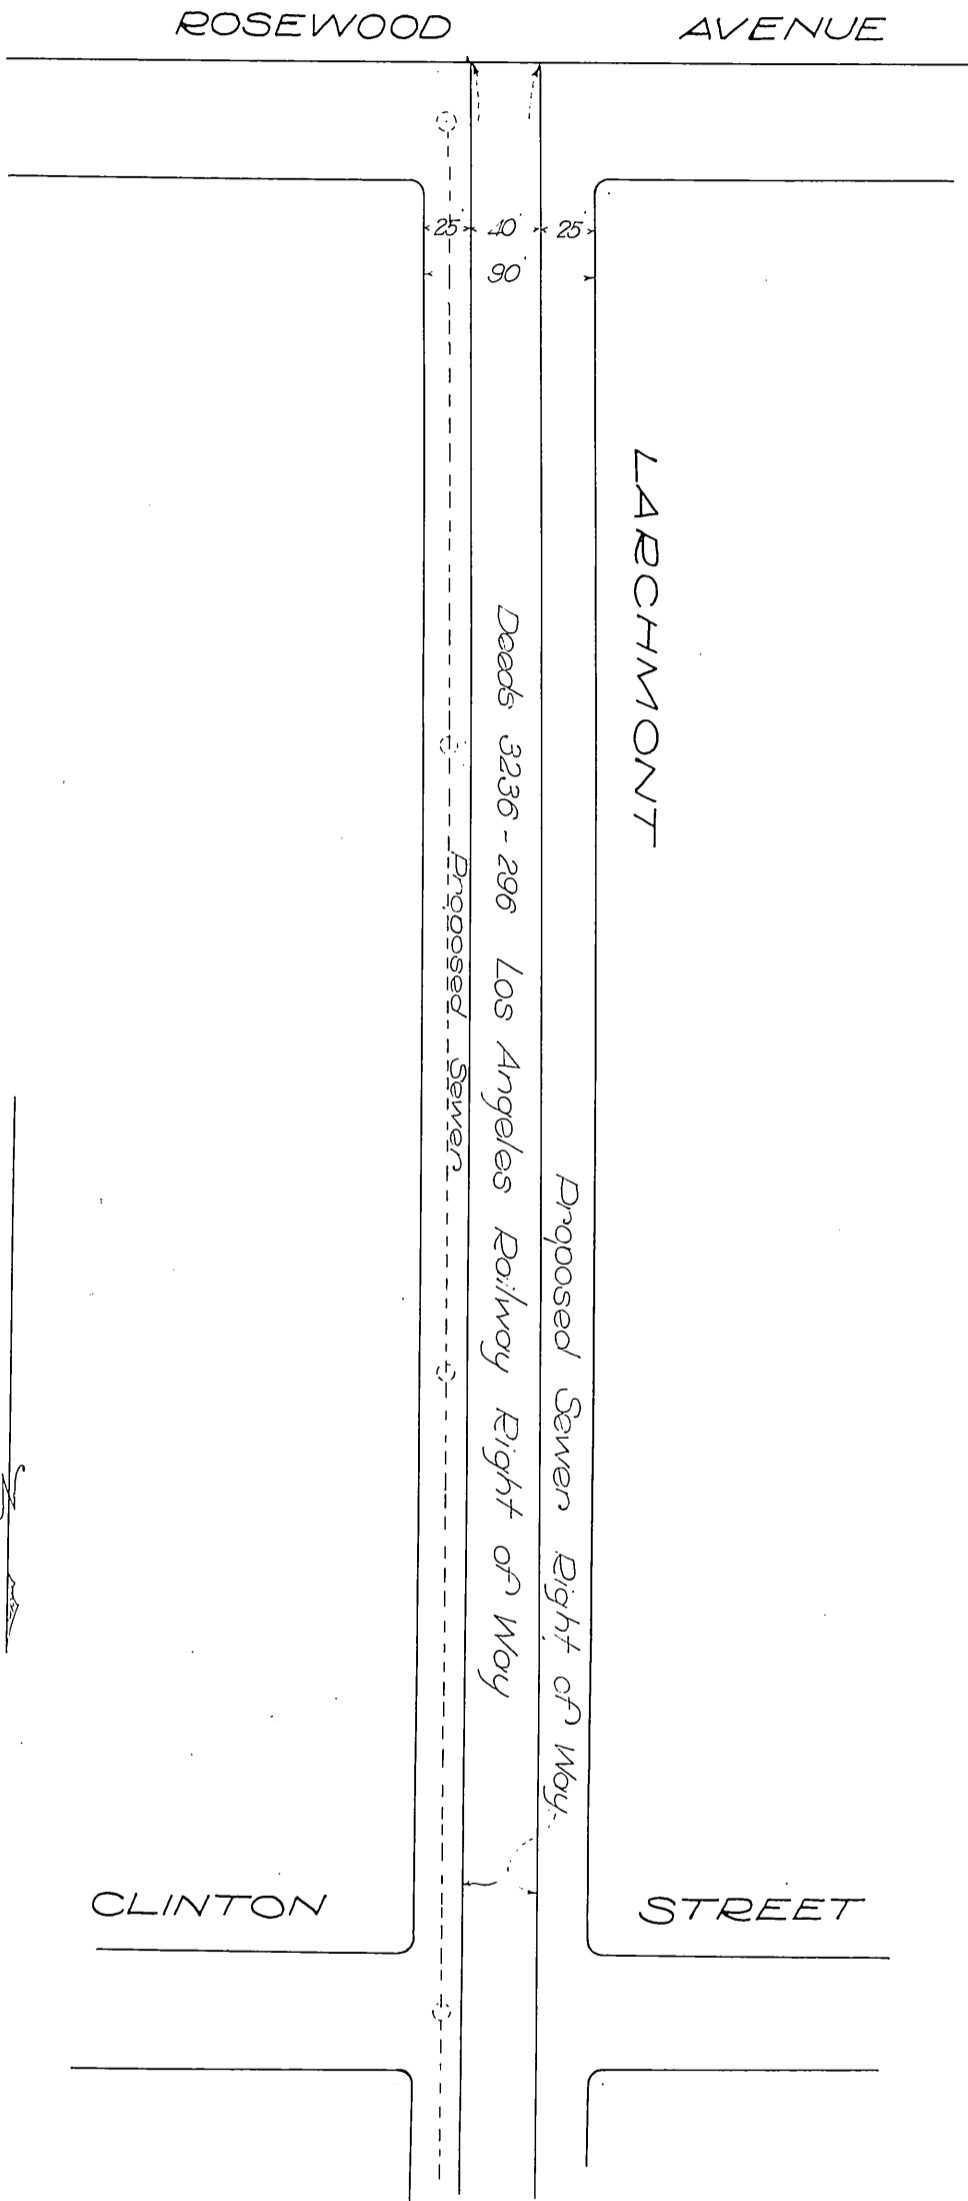 ROSEWOOD AVENUE
25 40 25
90
LARCHMONT
Deeds 3236-296 Los Angeles Railway Right of Way
Proposed Sewer
Proposed Sewer Right of Way
CLINTON STREET
N